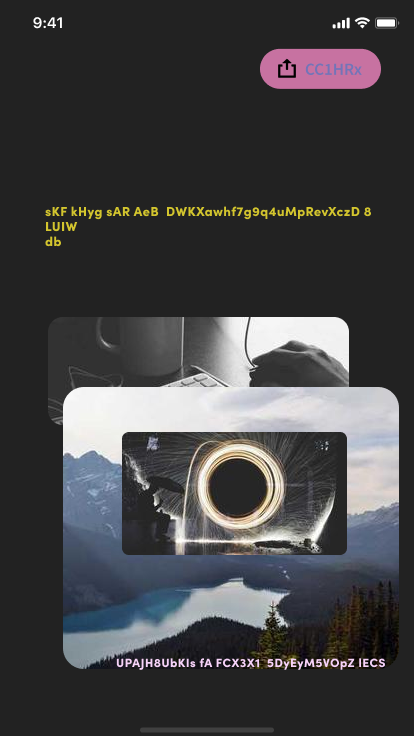 9:41
CC1HRx
sKF kHyg sAR AeB DWKXawhf7g9q4uMpRevXczD 8
LUIW
db
UPAJH8UbKIs fA FCX3X1 5DyEyM5VOpZ lECS